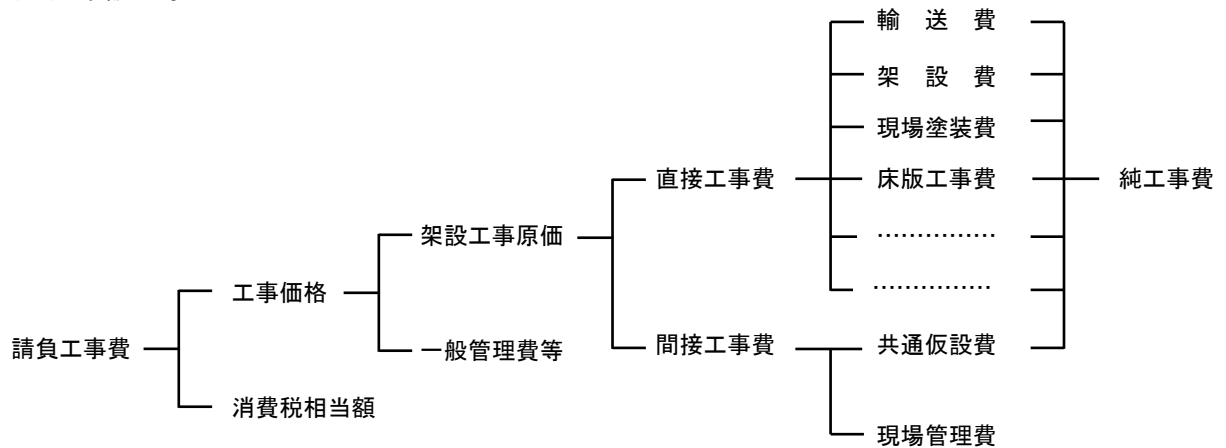 輸　送　費
架　設　費
現場塗装費
直接工事費
床版工事費
純工事費
架設工事原価
……………
工事価格
……………
請負工事費
一般管理費等
間接工事費
共通仮設費
消費税相当額
現場管理費